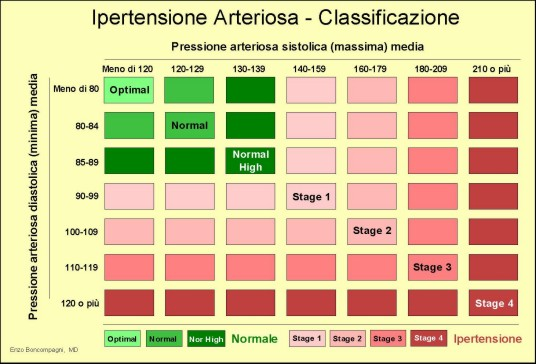 Ipertensione Arteriosa - Classificazione
Pressione arteriosa sistolica (massima) media
Meno di 120 120-129 130-139 140-159 160-179 180-209 210 o più
Pressione arteriosa diastolica (minima) media
Meno di 80 Optimal
80-84 Normal
85-89 Normal
High
90-99 Stage 1
100-109 Stage 2
110-119 Stage 3
120 o più Stage 4
Enzo Boncompagni, MD
Optimal Normal Nor High Normale Stage 1 Stage 2 Stage 3 Stage 4 Ipertensione